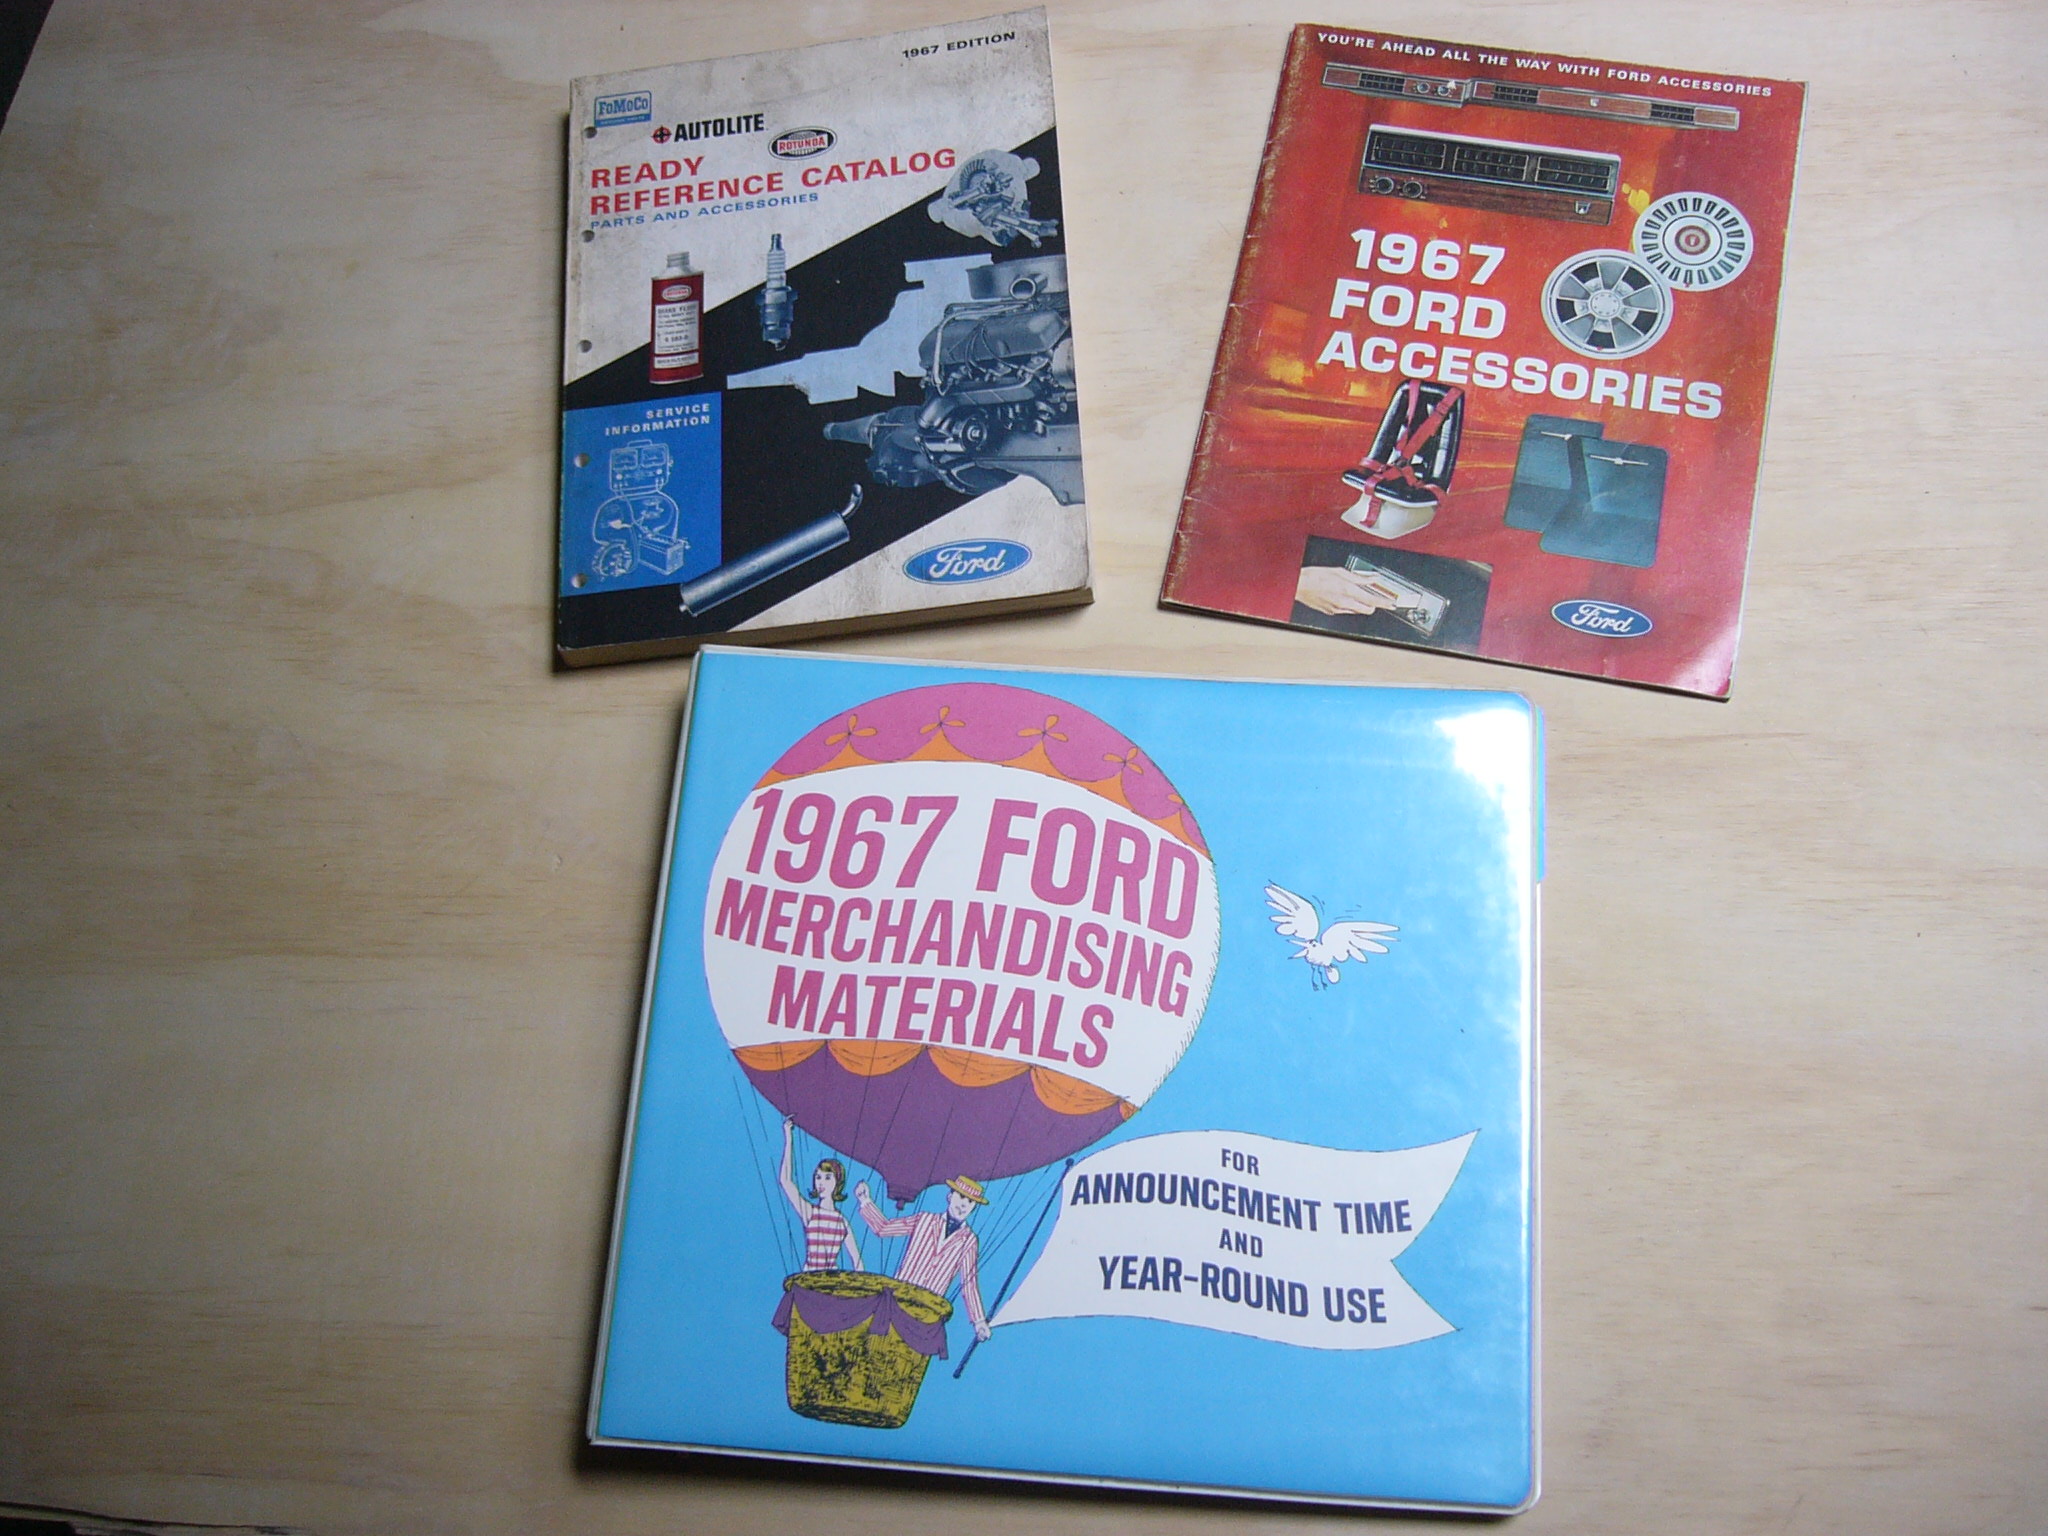 1967 EDITION
FoMoCo
AUTOLITE
ROTUNDA
READY
REFERENCE CATALOG
PARTS AND ACCESSORIES
SERVICE
INFORMATION
Ford
YOU'RE AHEAD ALL THE WAY WITH FORD ACCESSORIES
1967
FORD
ACCESSORIES
Ford
1967 FORD
MERCHANDISING
MATERIALS
FOR
ANNOUNCEMENT TIME
AND
YEAR-ROUND USE